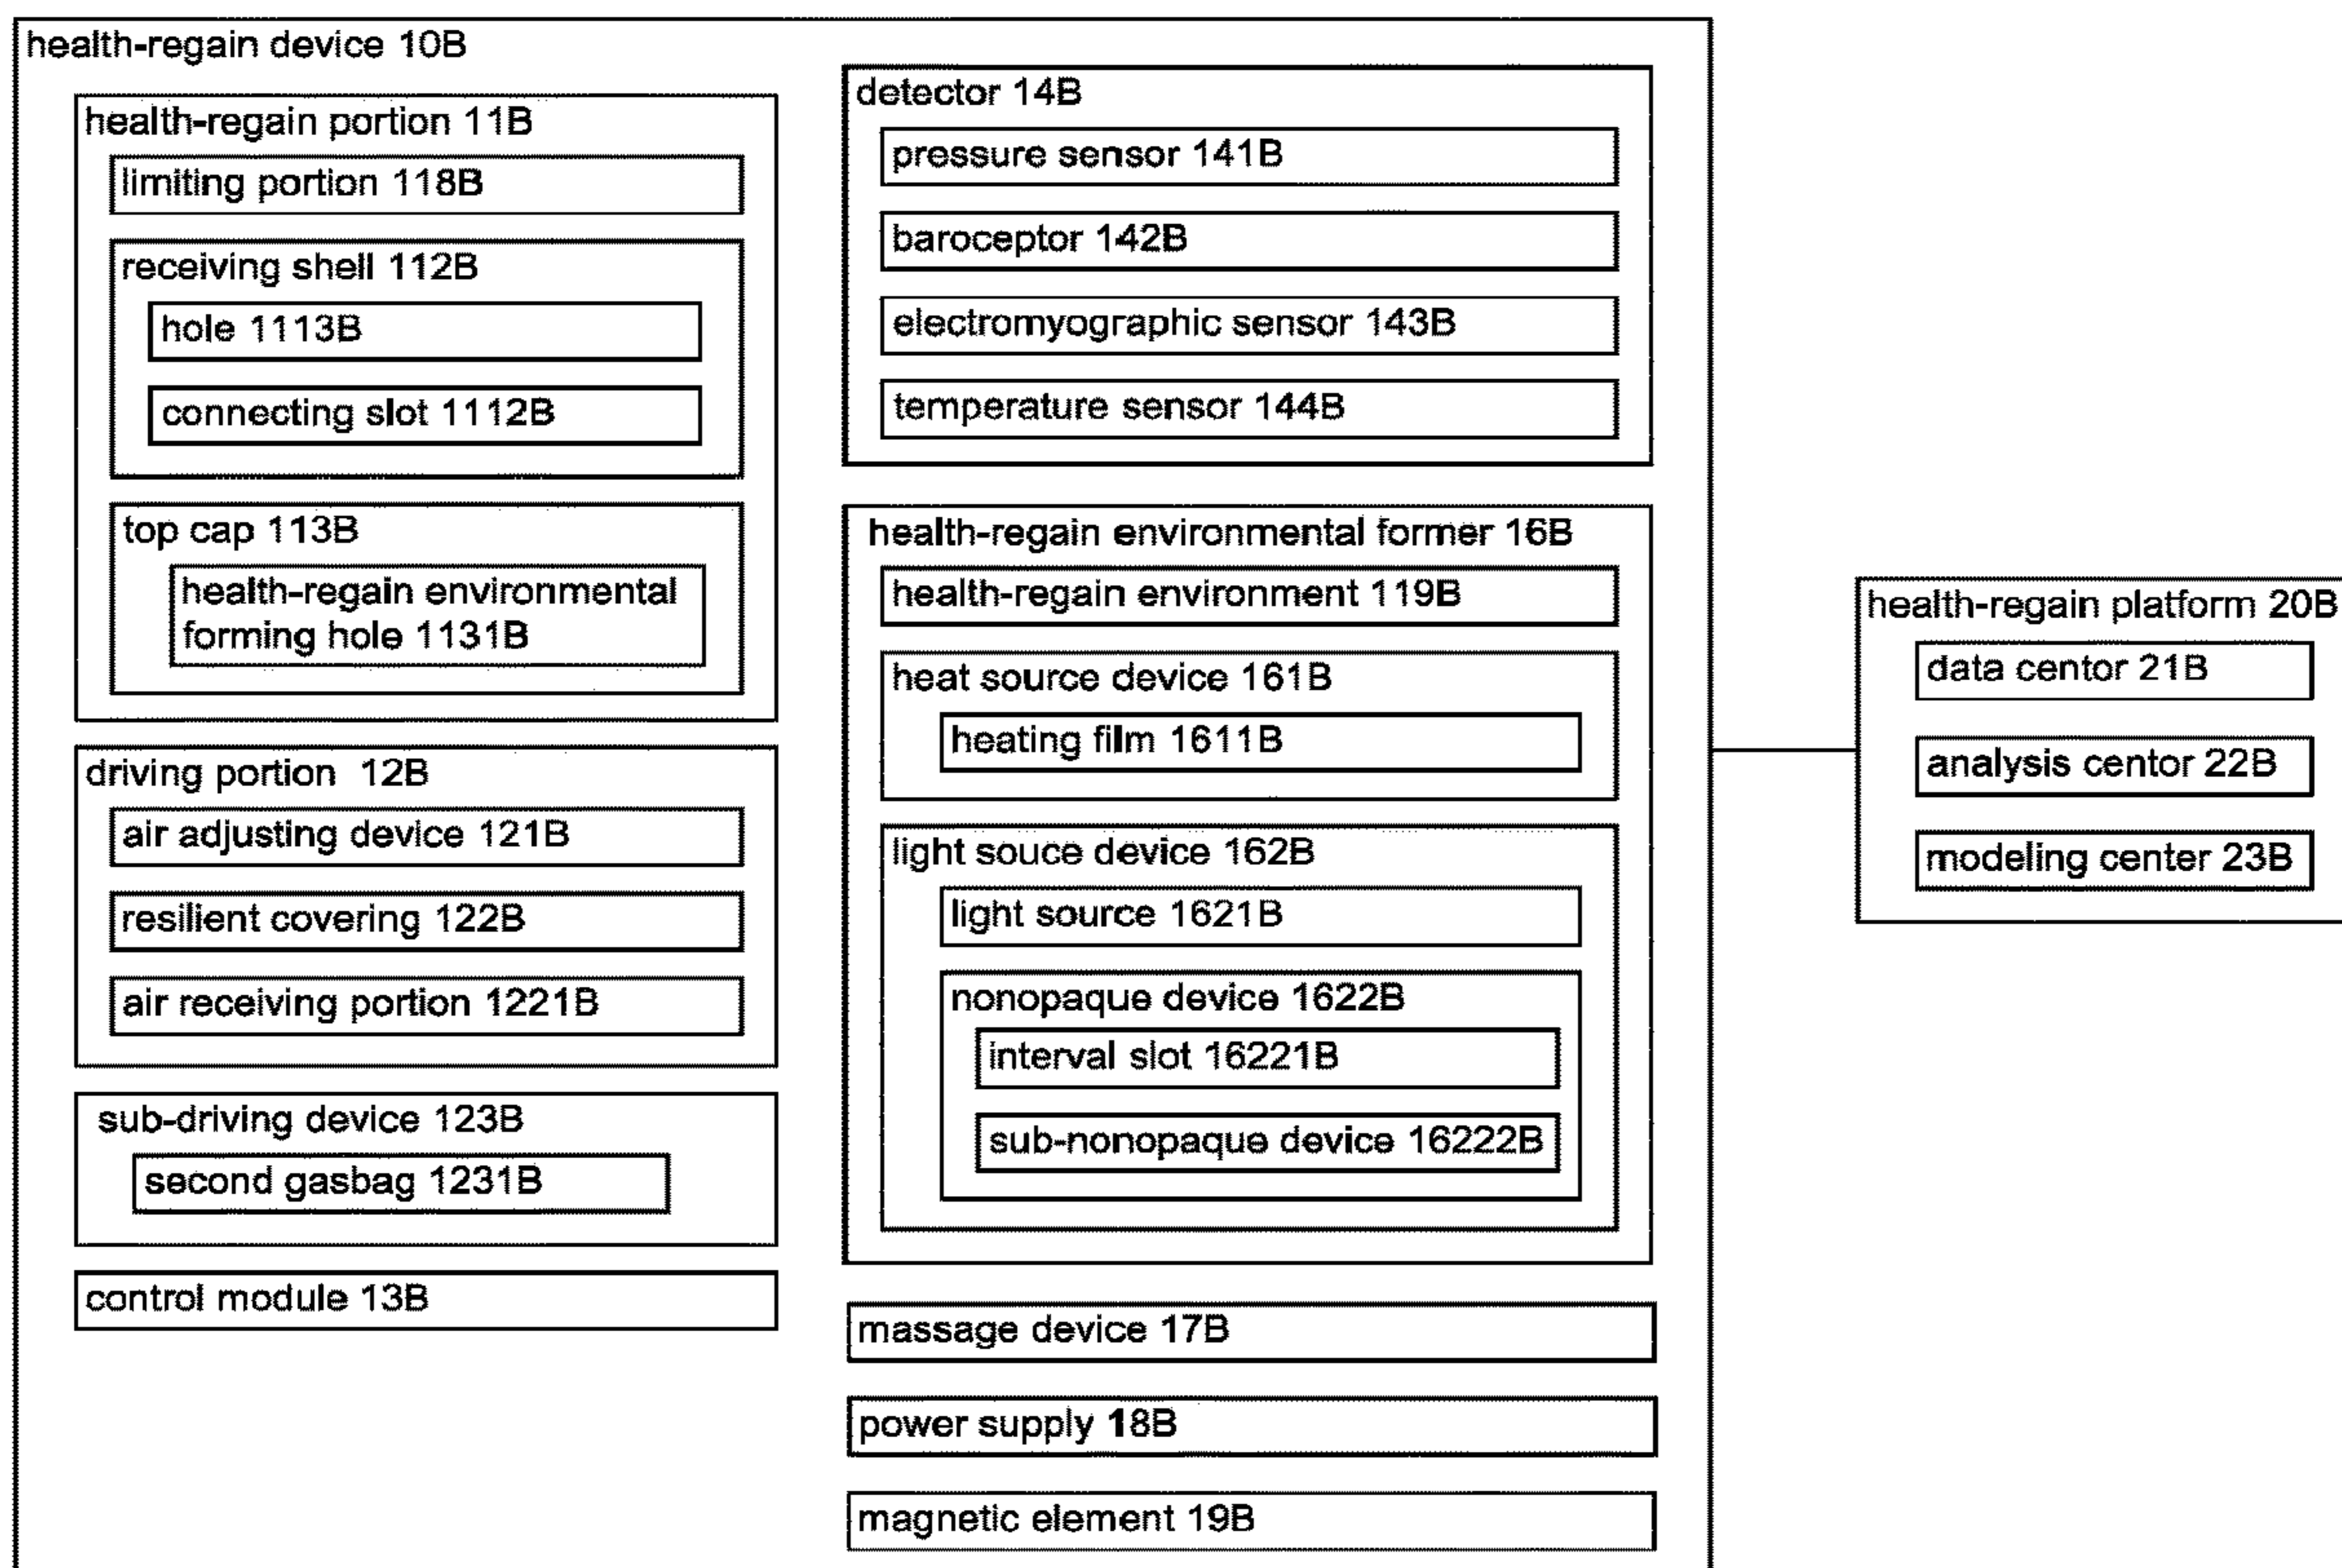 health-regain device 10B
health-regain portion 11B
limiting portion 118B
receiving shell 112B
hole 1113B
connecting slot 1112B
top cap 113B
health-regain environmental
forming hole 1131B
driving portion 12B
air adjusting device 121B
resilient covering 122B
air receiving portion 1221B
sub-driving device 123B
second gasbag 1231B
control module 13B
detector 14B
pressure sensor 141B
baroceptor 142B
electromyographic sensor 143B
temperature sensor 144B
health-regain environmental former 16B
health-regain environment 119B
heat source device 161B
heating film 1611B
light souce device 162B
light source 1621B
nonopaque device 1622B
interval slot 16221B
sub-nonopaque device 16222B
massage device 17B
power supply 18B
magnetic element 19B
health-regain platform 20B
data centor 21B
analysis centor 22B
modeling center 23B